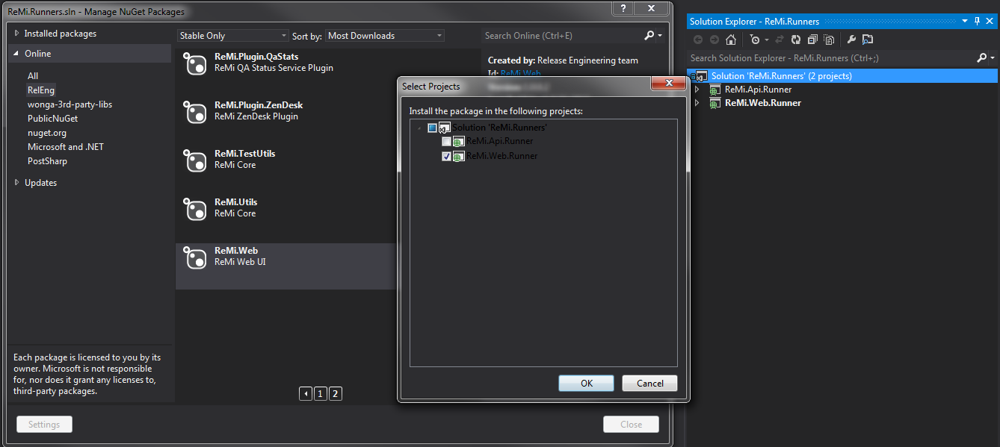 ReMi.Runners.sln - Manage NuGet Packages
?
Installed packages
Online
All
RelEng
wonga-3rd-party-libs
PublicNuGet
nuget.org
Microsoft and .NET
PostSharp
Updates
Each package is licensed to you by its
owner. Microsoft is not responsible
for, nor does it grant any licenses to,
third-party packages.
Settings
Stable Only
Sort by:
Most Downloads
ReMi.Plugin.QaStats
ReMi QA Status Service Plugin
ReMi.Plugin.ZenDesk
ReMi ZenDesk Plugin
ReMi.TestUtils
ReMi Core
ReMi.Utils
ReMi Core
ReMi.Web
ReMi Web UI
1
2
Search Online (Ctrl+E)
Created by: Release Engineering team
Id: ReMi.Web
Close
Select Projects
Install the package in the following projects:
Solution 'ReMi.Runners'
ReMi.Api.Runner
ReMi.Web.Runner
OK
Cancel
Solution Explorer - ReMi.Runners
Search Solution Explorer - ReMi.Runners (Ctrl+;)
Solution 'ReMi.Runners' (2 projects)
ReMi.Api.Runner
ReMi.Web.Runner